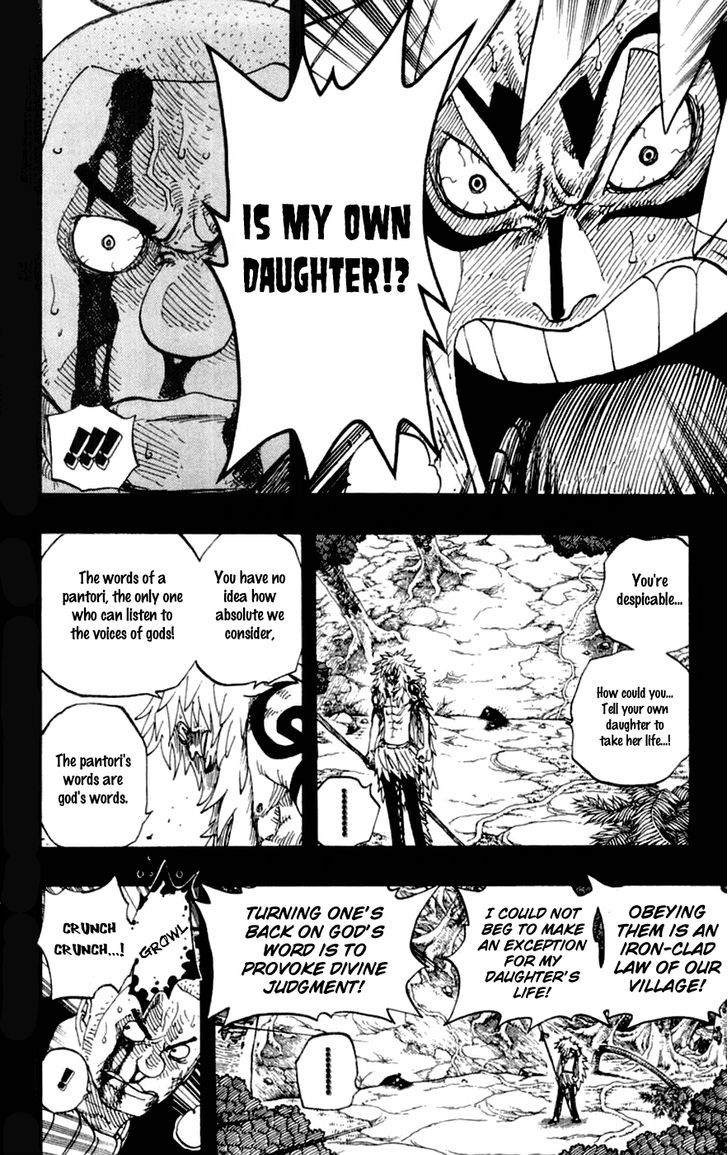 IS MY OWN
DAUGHTER!?
!!!
You're
despicable...
How could you...
Tell your own
daughter to
take her life...!
..........
You have no
idea how
absolute we
consider,
The words of a
pantori, the only one
who can listen to
the voices of gods!
The pantori's
words are
god's words.
OBEYING
THEM IS AN
IRON-CLAD
LAW OF OUR
VILLAGE!
I COULD NOT
BEG TO MAKE
AN EXCEPTION
FOR MY
DAUGHTER'S
LIFE!
TURNING ONE'S
BACK ON GOD'S
WORD IS TO
PROVOKE DIVINE
JUDGMENT!
..........
GROWL
CRUNCH
CRUNCH...!
!!